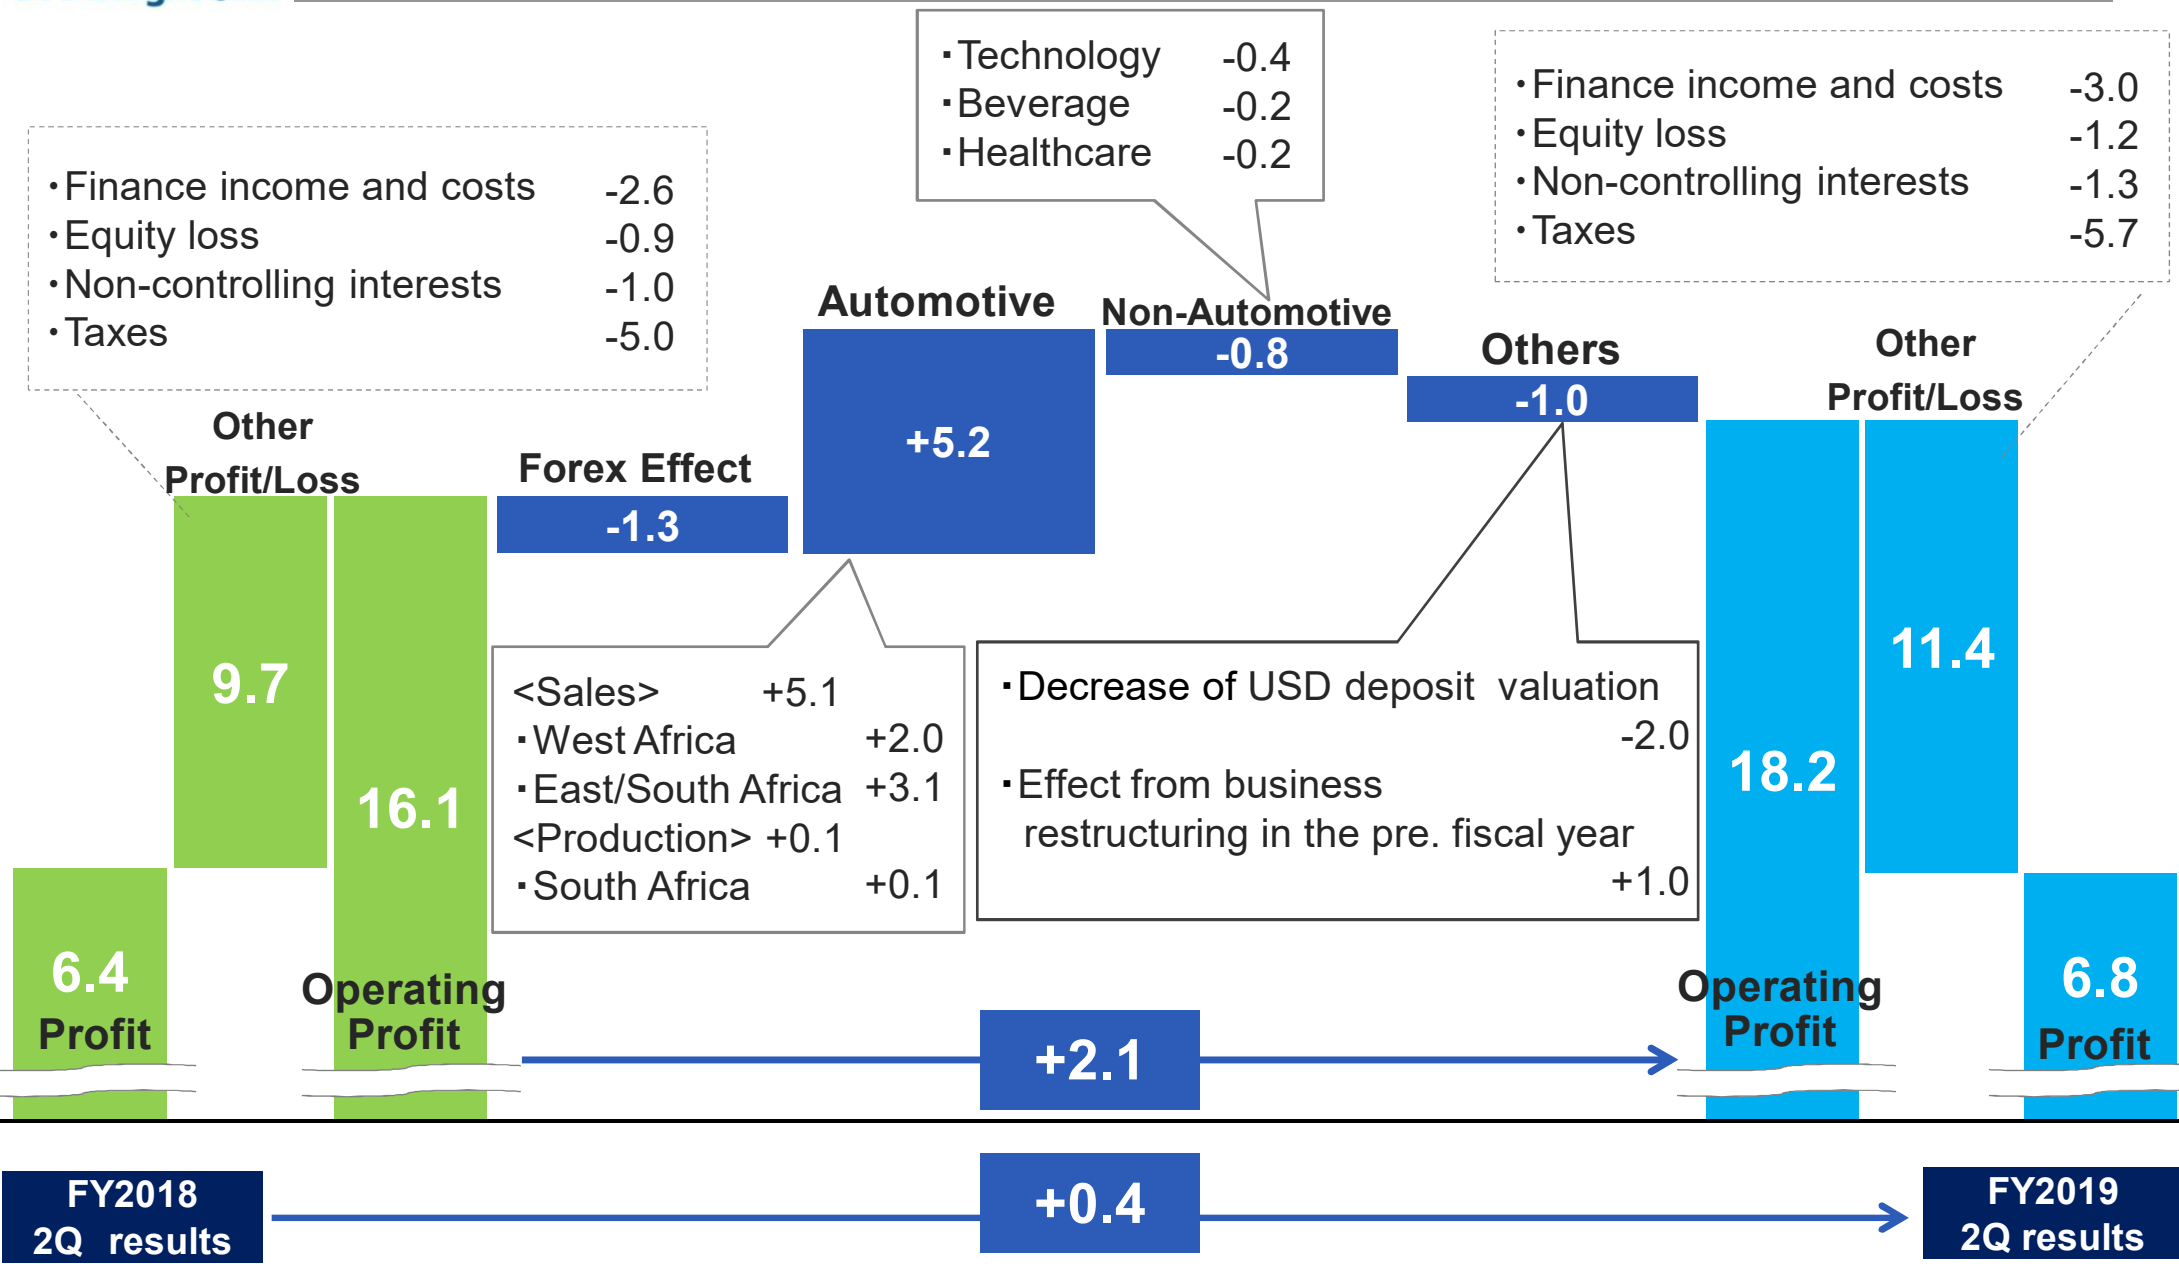 ・Technology -0.4
・Beverage -0.2
・Healthcare -0.2
・Finance income and costs -3.0
・Equity loss -1.2
・Non-controlling interests -1.3
・Taxes -5.7
・Finance income and costs -2.6
・Equity loss -0.9
・Non-controlling interests -1.0
・Taxes -5.0
Other
Profit/Loss
Forex Effect
-1.3
Automotive
+5.2
Non-Automotive
-0.8
Others
-1.0
Other
Profit/Loss
9.7
16.1
<Sales> +5.1
・West Africa +2.0
・East/South Africa +3.1
<Production> +0.1
・South Africa +0.1
・Decrease of USD deposit valuation
-2.0
・Effect from business
restructuring in the pre. fiscal year
+1.0
18.2
11.4
6.4
Profit
Operating
Profit
Operating
Profit
6.8
Profit
+2.1
FY2018
2Q results
+0.4
FY2019
2Q results